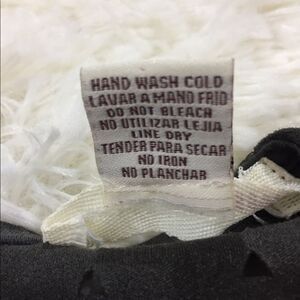 HAND WASH COLD
LAVAR A MANO FRIO
DO NOT BLEACH
NO UTILIZAR LEJIA
LINE DRY
TENDER PARA SECAR
NO IRON
NO PLANCHAR